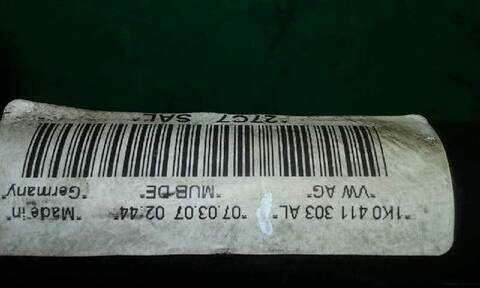 "1K0 411 303 AL" "07.03.07 02:44" "Made in"
"VW AG" "MUB-DE" "Germany"
"27C7 SAL"